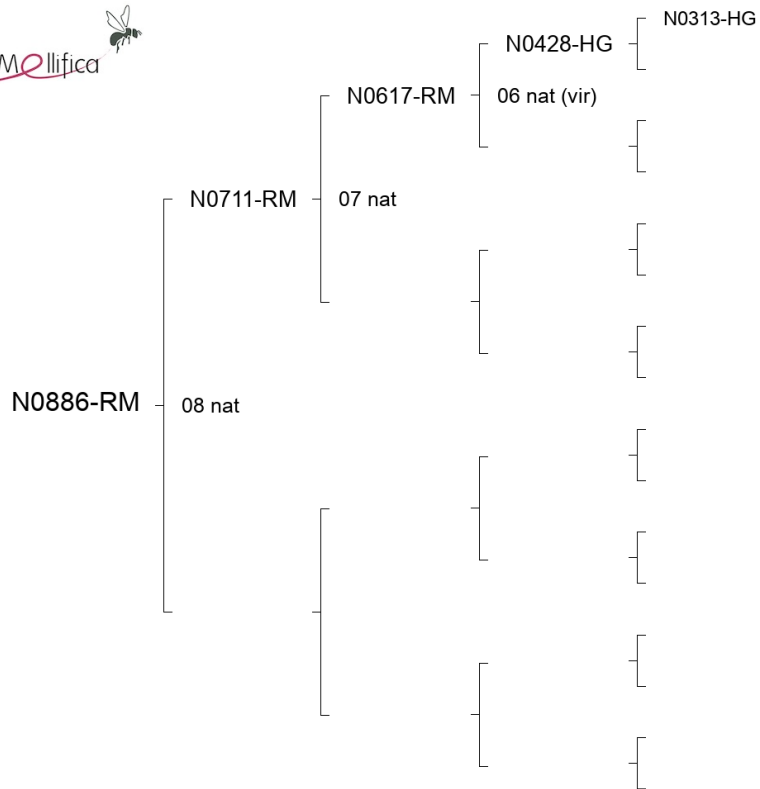 Mellifica
N0313-HG
N0428-HG
N0617-RM
06 nat (vir)
N0711-RM
07 nat
N0886-RM
08 nat